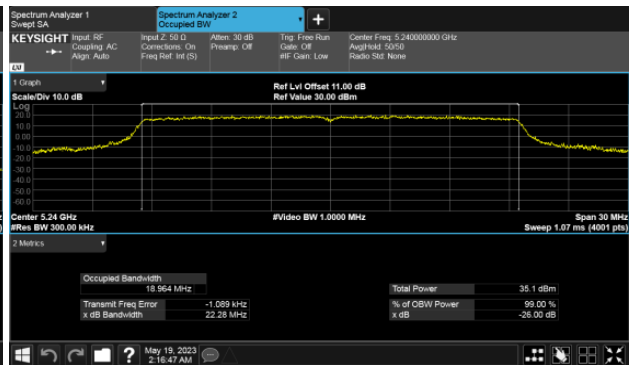 Spectrum Analyzer 1
Swept SA
Spectrum Analyzer 2
Occupied BW
+
KEYSIGHT
Input: RF
Coupling: AC
Align: Auto
Input Z: 50 Ω
Corrections: On
Freq Ref: Int (S)
Atten: 30 dB
Preamp: Off
Trig: Free Run
Gate: Off
#IF Gain: Low
Center Freq: 5.240000000 GHz
Avg|Hold: 50/50
Radio Std: None
LXI
1 Graph
Scale/Div 10.0 dB
Ref Lvl Offset 11.00 dB
Ref Value 30.00 dBm
Log
20.0
10.0
0.00
-10.0
-20.0
-30.0
-40.0
-50.0
-60.0
Center 5.24 GHz
#Res BW 300.00 kHz
#Video BW 1.0000 MHz
Span 30 MHz
Sweep 1.07 ms (4001 pts)
2 Metrics
Occupied Bandwidth
18.964 MHz
Transmit Freq Error -1.089 kHz
x dB Bandwidth 22.28 MHz
Total Power 35.1 dBm
% of OBW Power 99.00 %
x dB -26.00 dB
?
May 19, 2023
2:16:47 AM